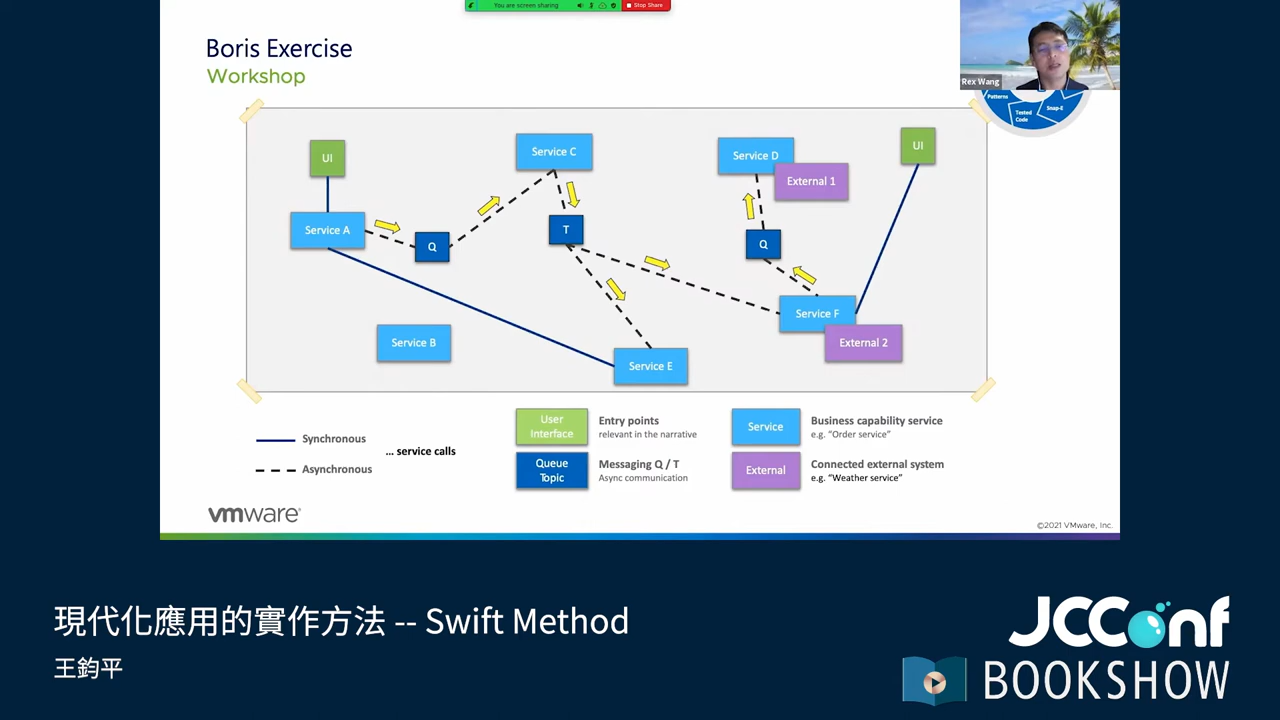 You are screen sharing
Stop Share
Boris Exercise
Workshop
Rex Wang
Patterns
Tested
Code
Snap-E
UI
Service C
Service D
External 1
UI
Service A
Q
T
Q
Service F
External 2
Service B
Service E
Synchronous
Asynchronous
... service calls
User
Interface
Entry points
relevant in the narrative
Queue
Topic
Messaging Q / T
Async communication
Service
Business capability service
e.g. “Order service”
External
Connected external system
e.g. “Weather service”
vmware®
©2021 VMware, Inc.
現代化應用的實作方法 -- Swift Method
王鈞平
JCConf
BOOKSHOW